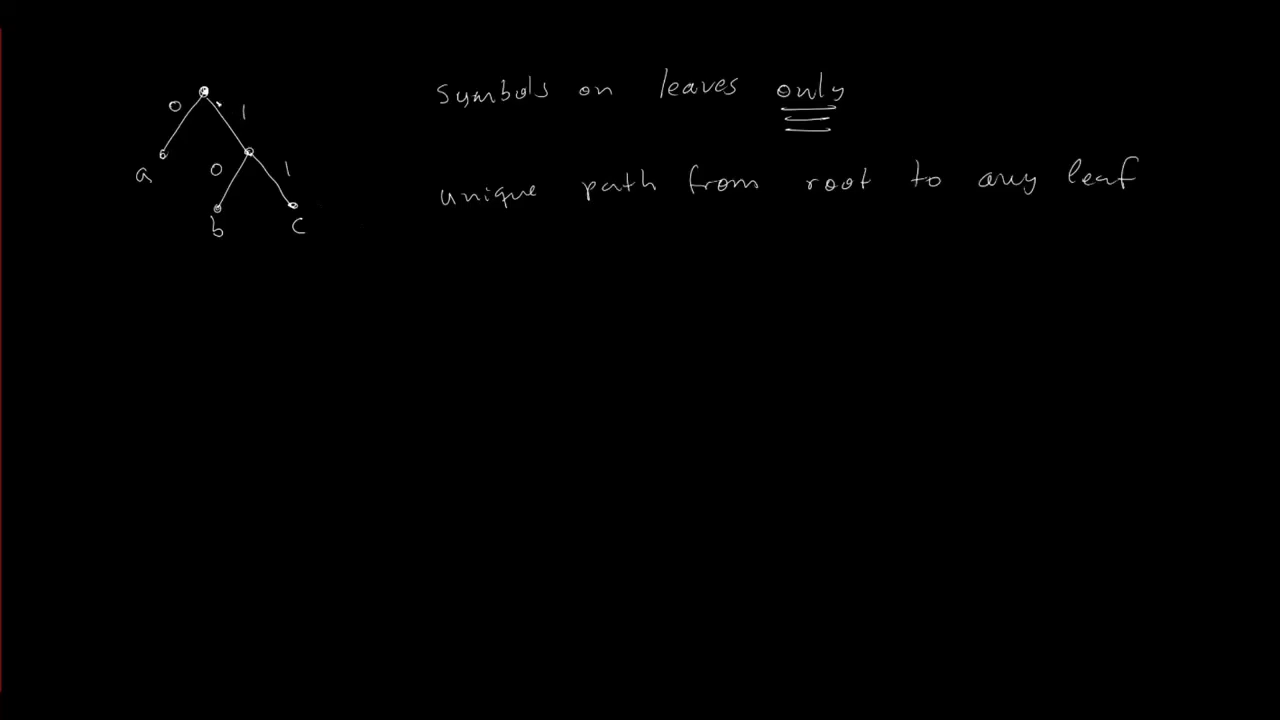 symbols on leaves only
0 1
a 0 1
unique path from root to any leaf
b c